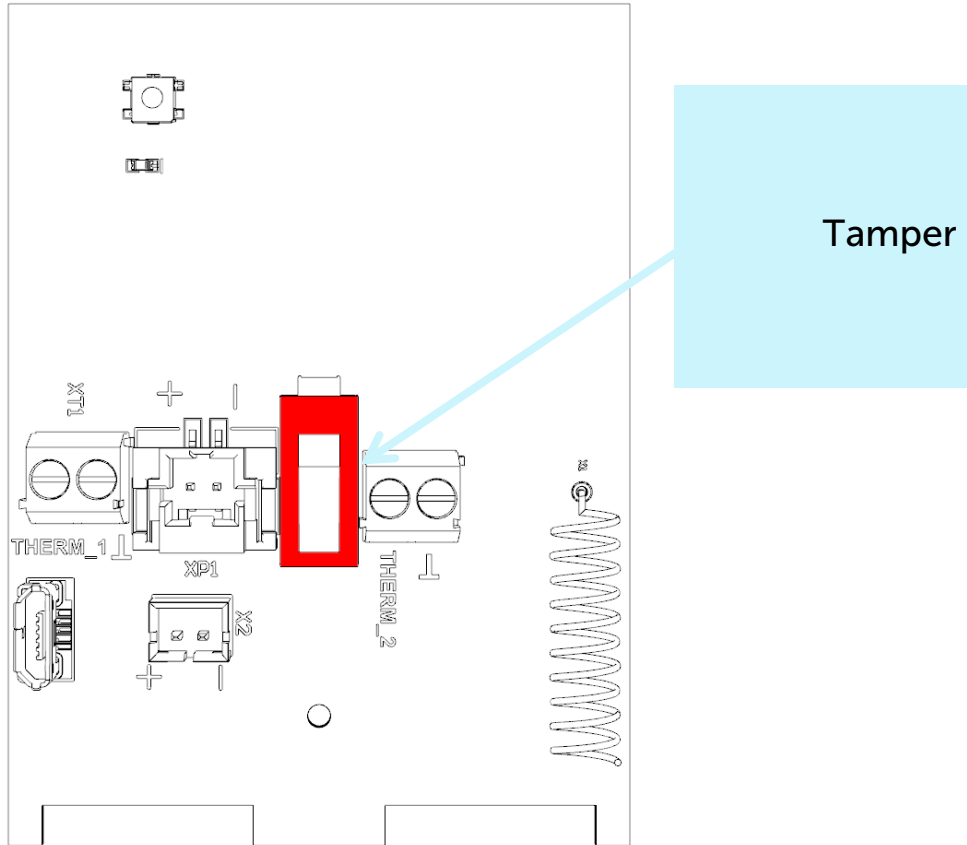 Tamper
XT1
+ −
THERM_1
XP1
THERM_2
X2
+ −